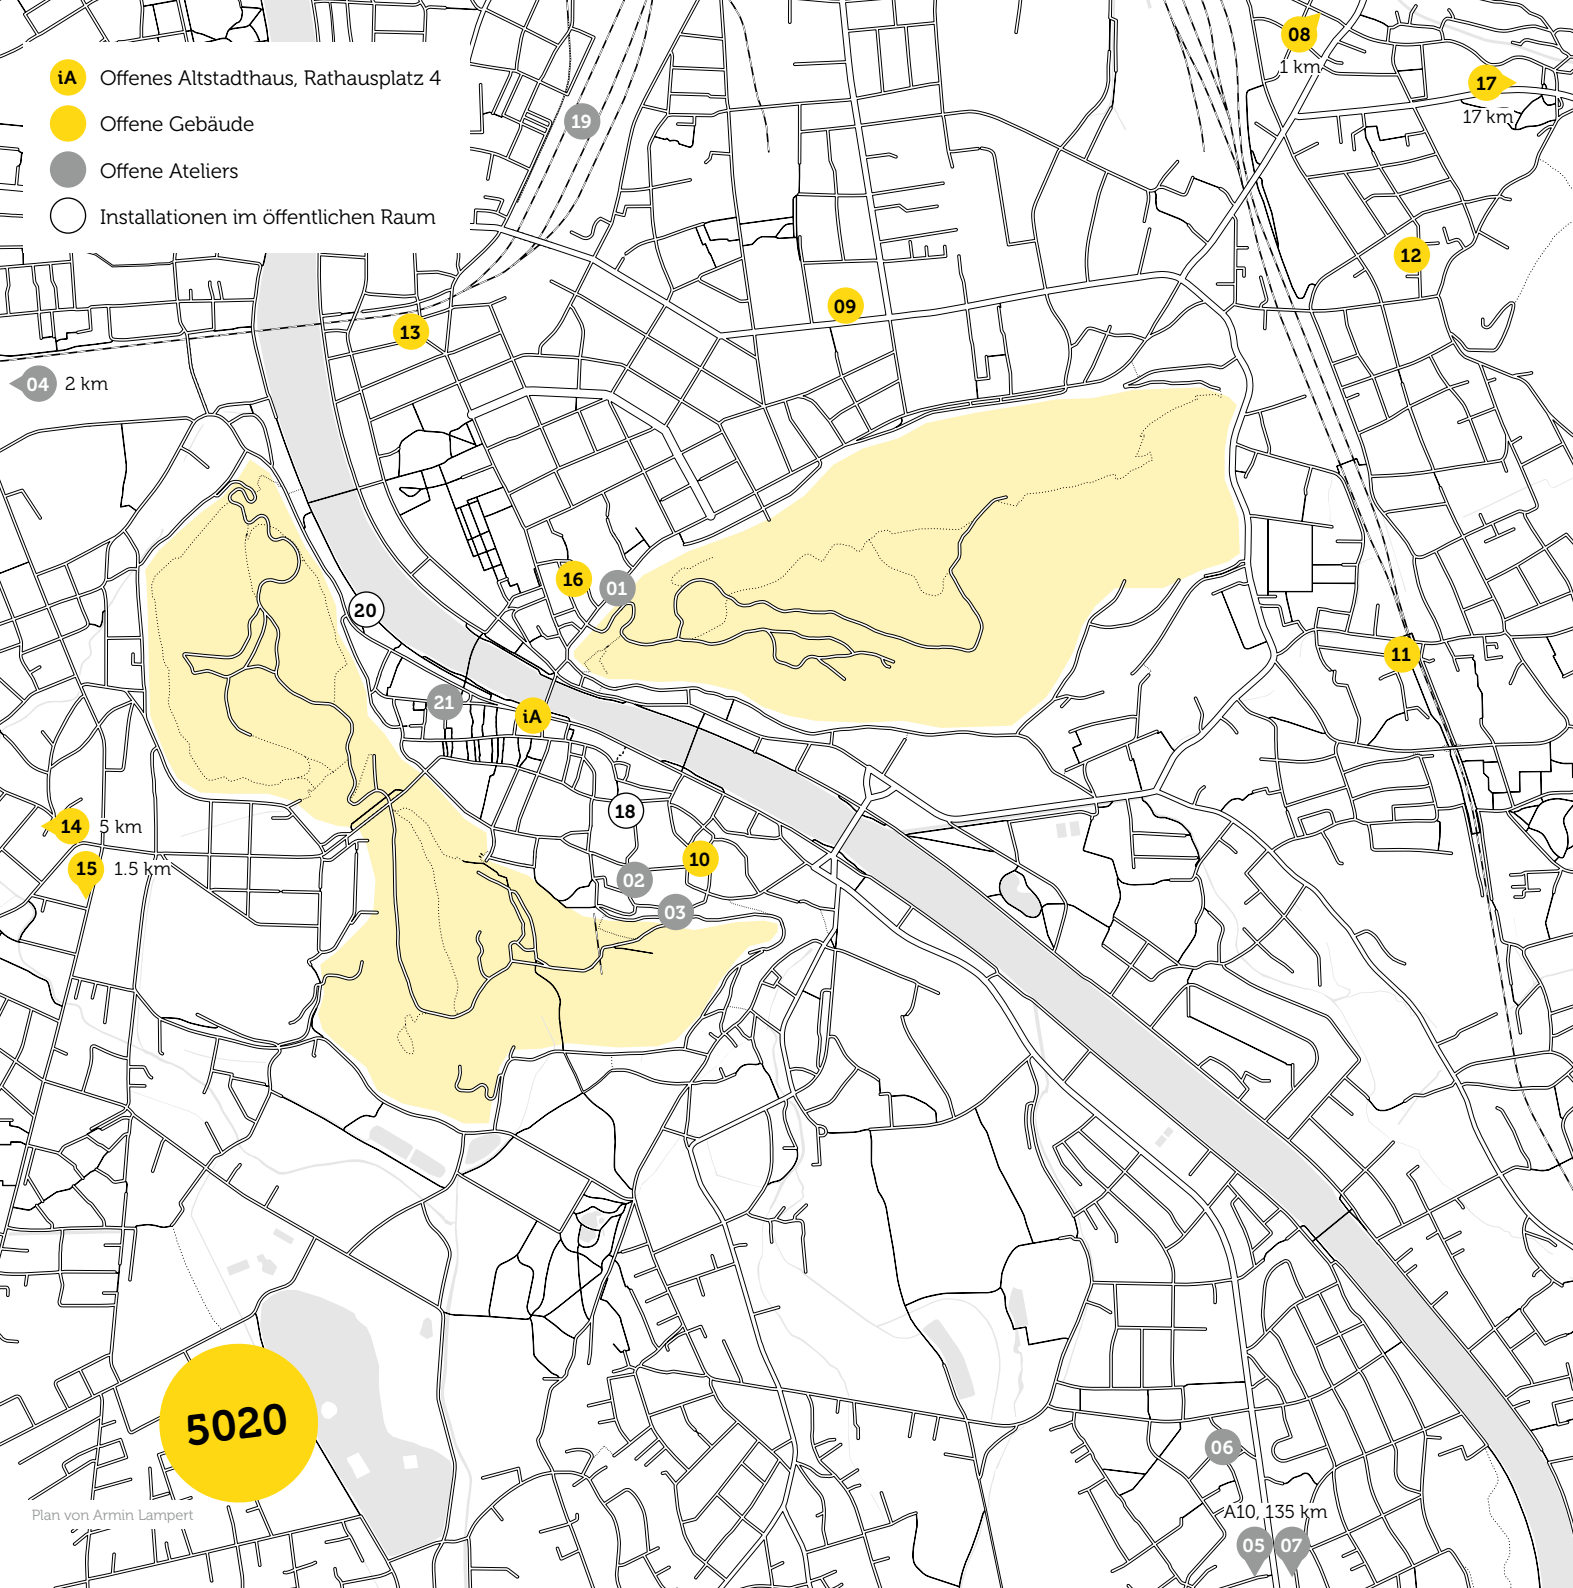 iA Offenes Altstadthaus, Rathausplatz 4
Offene Gebäude
Offene Ateliers
Installationen im öffentlichen Raum
08
1 km
17
17 km
19
12
09
13
04 2 km
16
01
20
11
21
iA
18
14 5 km
10
15 1.5 km
02
03
5020
06
Plan von Armin Lampert
A10, 135 km
05 07